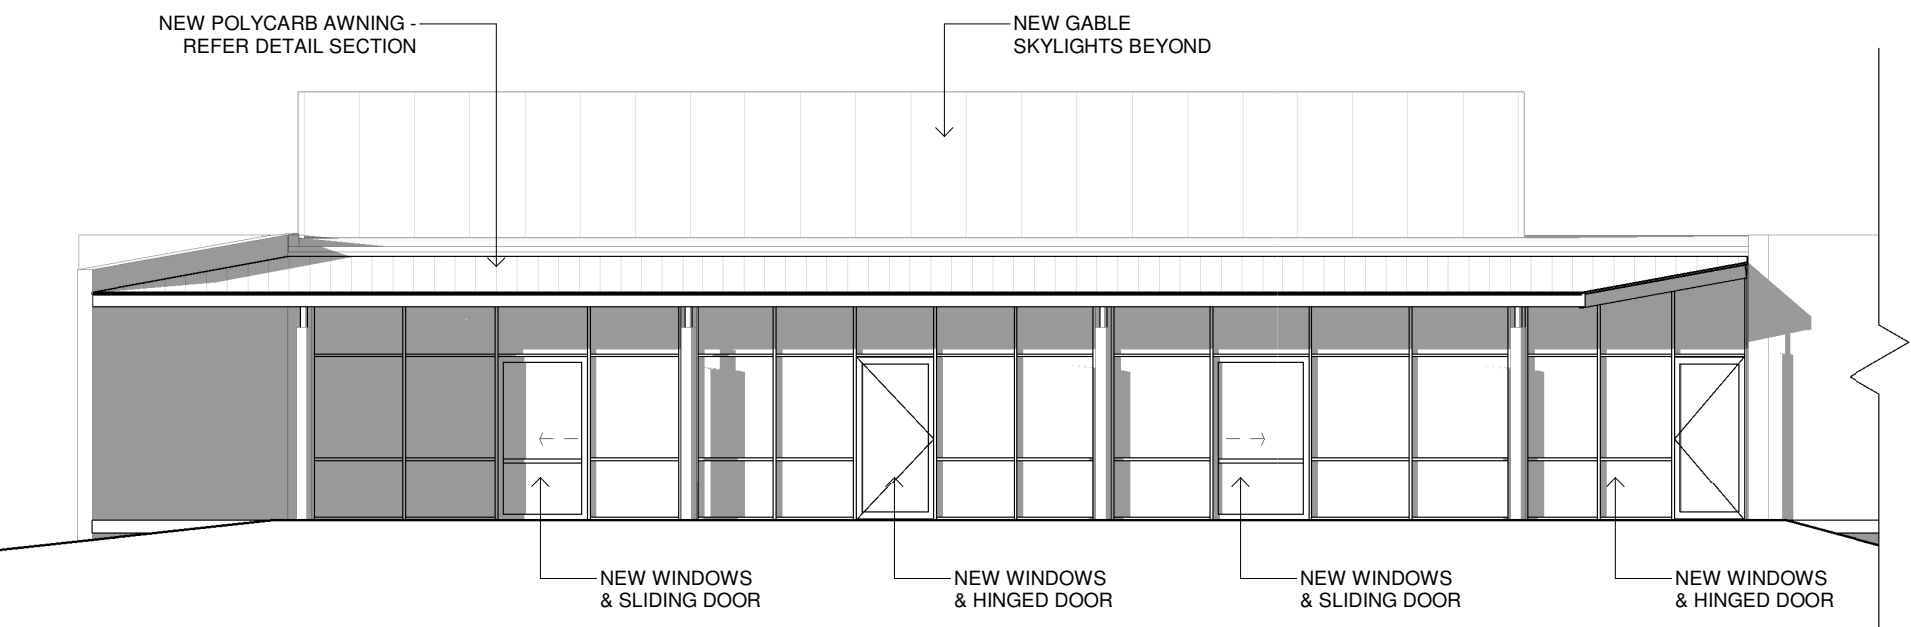 NEW POLYCARB AWNING -
REFER DETAIL SECTION
NEW GABLE
SKYLIGHTS BEYOND
NEW WINDOWS
& SLIDING DOOR
NEW WINDOWS
& HINGED DOOR
NEW WINDOWS
& SLIDING DOOR
NEW WINDOWS
& HINGED DOOR